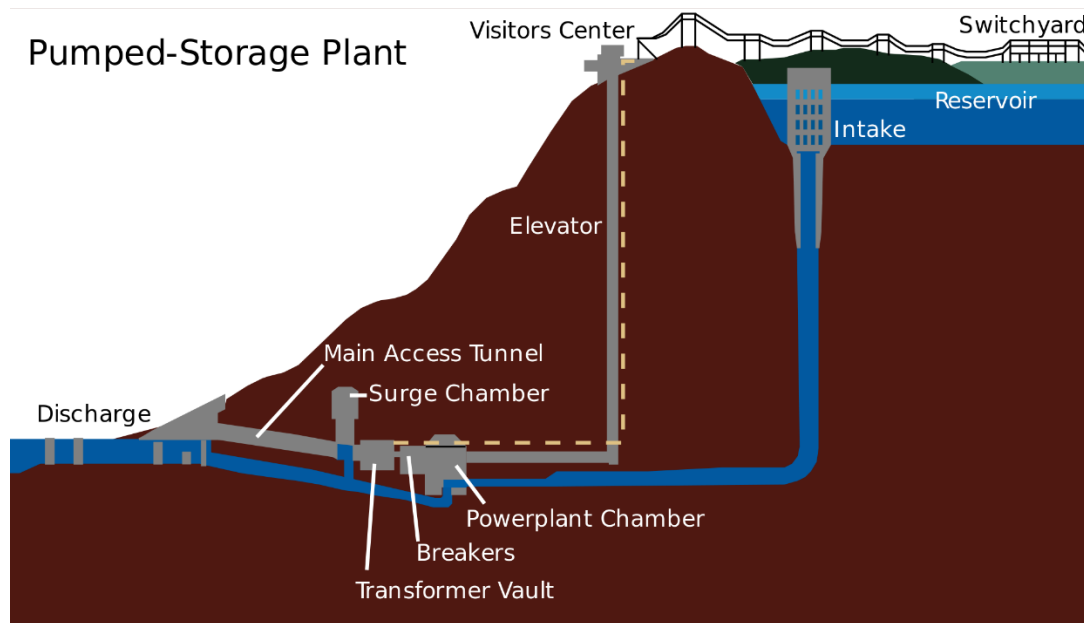 Pumped-Storage Plant
Visitors Center
Switchyard
Reservoir
Intake
Elevator
Main Access Tunnel
Surge Chamber
Discharge
Powerplant Chamber
Breakers
Transformer Vault